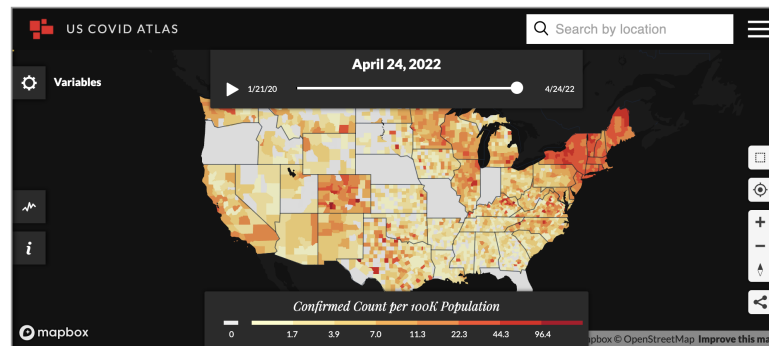 US COVID ATLAS
Search by location
April 24, 2022
Variables
1/21/20
4/24/22
i
Confirmed Count per 100K Population
0 1.7 3.9 7.0 11.3 22.3 44.3 96.4
mapbox
© OpenStreetMap Improve this ma